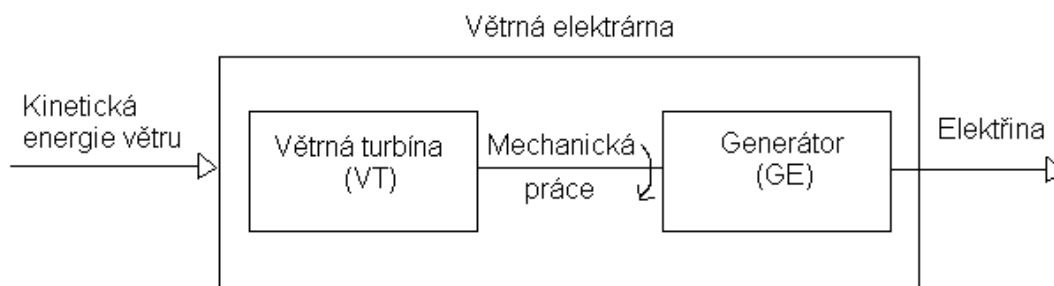 Větrná elektrárna
Kinetická
energie větru
Větrná turbína
(VT)
Mechanická
práce
Generátor
(GE)
Elektřina